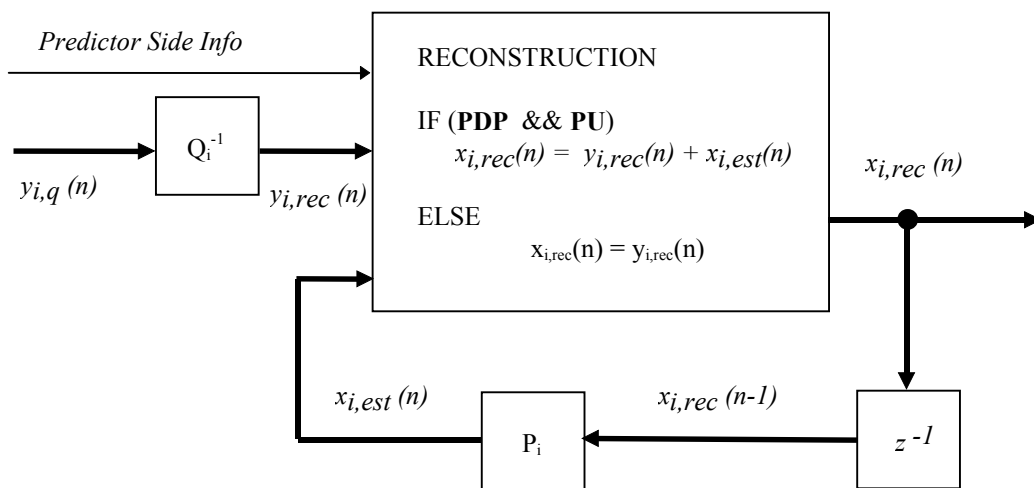 Predictor Side Info
RECONSTRUCTION
IF (PDP && PU)
x_{i,rec}(n) = y_{i,rec}(n) + x_{i,est}(n)
ELSE
x_{i,rec}(n) = y_{i,rec}(n)
Q_i^{-1}
y_{i,q} (n)
y_{i,rec} (n)
x_{i,rec} (n)
x_{i,est} (n)
P_i
x_{i,rec} (n-1)
z^{-1}